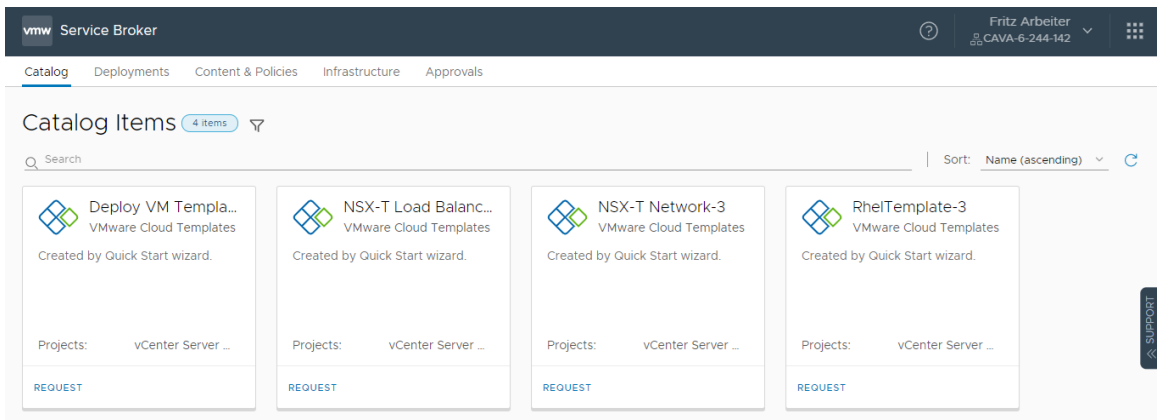 vmw Service Broker
Fritz Arbeiter
CAVA-6-244-142
Catalog Deployments Content & Policies Infrastructure Approvals
Catalog Items 4 items
Search
Sort: Name (ascending)
Deploy VM Templa...
VMware Cloud Templates
Created by Quick Start wizard.
Projects: vCenter Server ...
REQUEST
NSX-T Load Balanc...
VMware Cloud Templates
Created by Quick Start wizard.
Projects: vCenter Server ...
REQUEST
NSX-T Network-3
VMware Cloud Templates
Created by Quick Start wizard.
Projects: vCenter Server ...
REQUEST
RhelTemplate-3
VMware Cloud Templates
Created by Quick Start wizard.
Projects: vCenter Server ...
REQUEST
SUPPORT